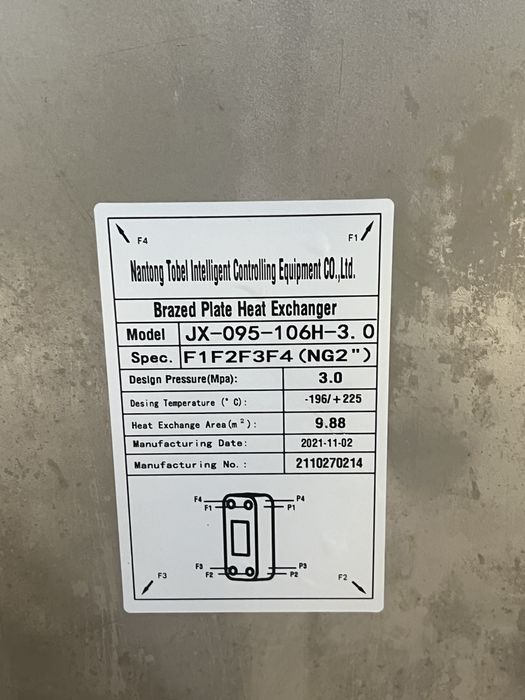 F4 F1
Nantong Tobel Intelligent Controlling Equipment CO.,Ltd.
Brazed Plate Heat Exchanger
Model JX-095-106H-3.0
Spec. F1F2F3F4(NG2")
Design Pressure(Mpa): 3.0
Desing Temperature (°C): -196/+225
Heat Exchange Area(m²): 9.88
Manufacturing Date: 2021-11-02
Manufacturing No.: 2110270214
F4 P4
F1 P1
F3 P3
F2 P2
F3 F2